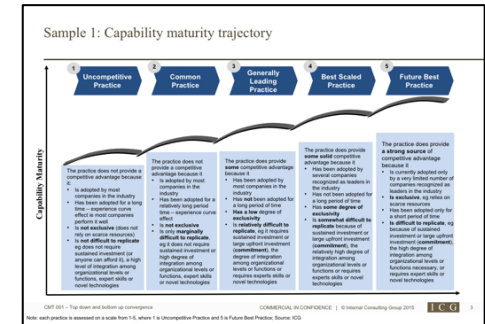 Sample 1: Capability maturity trajectory
1
Uncompetitive
Practice
2
Common
Practice
3
Generally
Leading
Practice
4
Best Scaled
Practice
5
Future Best
Practice
Capability Maturity
The practice does not provide a
competitive advantage because
it:
• Is adopted by most
companies in the industry
• Has been adopted for a long
time – experience curve
effect in most companies
perform it well
• Is not exclusive (does not
rely on scarce resources)
• Is not difficult to replicate
eg does not require
sustained investment (or
anyone can afford it), a high
level of integration among
organizational levels or
functions, expert skills or
novel technologies
The practice does not
provide a competitive
advantage because it
• Is adopted by most
companies in the
industry
• Has been adopted for a
relatively long period
time – experience curve
effect
• Is not exclusive
• Is only marginally
difficult to replicate,
eg it does not require
sustained investment or
high degree of
integration among
organizational levels or
functions, expert skills
or novel technologies
The practice does provide
some competitive advantage
because it
• Has been adopted by
most companies in the
industry
• Has not been adopted for
a long period of time
• Has a low degree of
exclusivity
• Is relatively difficult to
replicate, eg it requires
sustained investment or
large upfront investment
(commitment), the
degree of integration
among organizational
levels or functions or
requires experts skills or
novel technologies
The practice does provide
some solid competitive
advantage because it
• Has been adopted by
several companies
recognized as leaders in
the industry
• Has not been adopted for
a long period of time
• Has some degree of
exclusivity
• Is somewhat difficult to
replicate because of
sustained investment or
large upfront investment
(commitment), the
relatively high degree of
integration among
organizational levels or
functions or requires
experts skills or novel
technologies
The practice does provide
a strong source of
competitive advantage
because it
• Is currently adopted only
by a very limited number of
companies recognized as
leaders in the industry
• Is exclusive, eg relies on
scarce resources
• Has been adopted only for
a short period of time
• Is difficult to replicate, eg
because of sustained
investment or large upfront
investment (commitment),
the high degree of
integration among
organizational levels or
functions necessary, or
requires expert skills or
novel technologies
CMT 001 – Top down and bottom up convergence
COMMERCIAL IN CONFIDENCE | © Internal Consulting Group 2015
ICG
3
Note: each practice is assessed on a scale from 1-5, where 1 is Uncompetitive Practice and 5 is Future Best Practice; Source: ICG